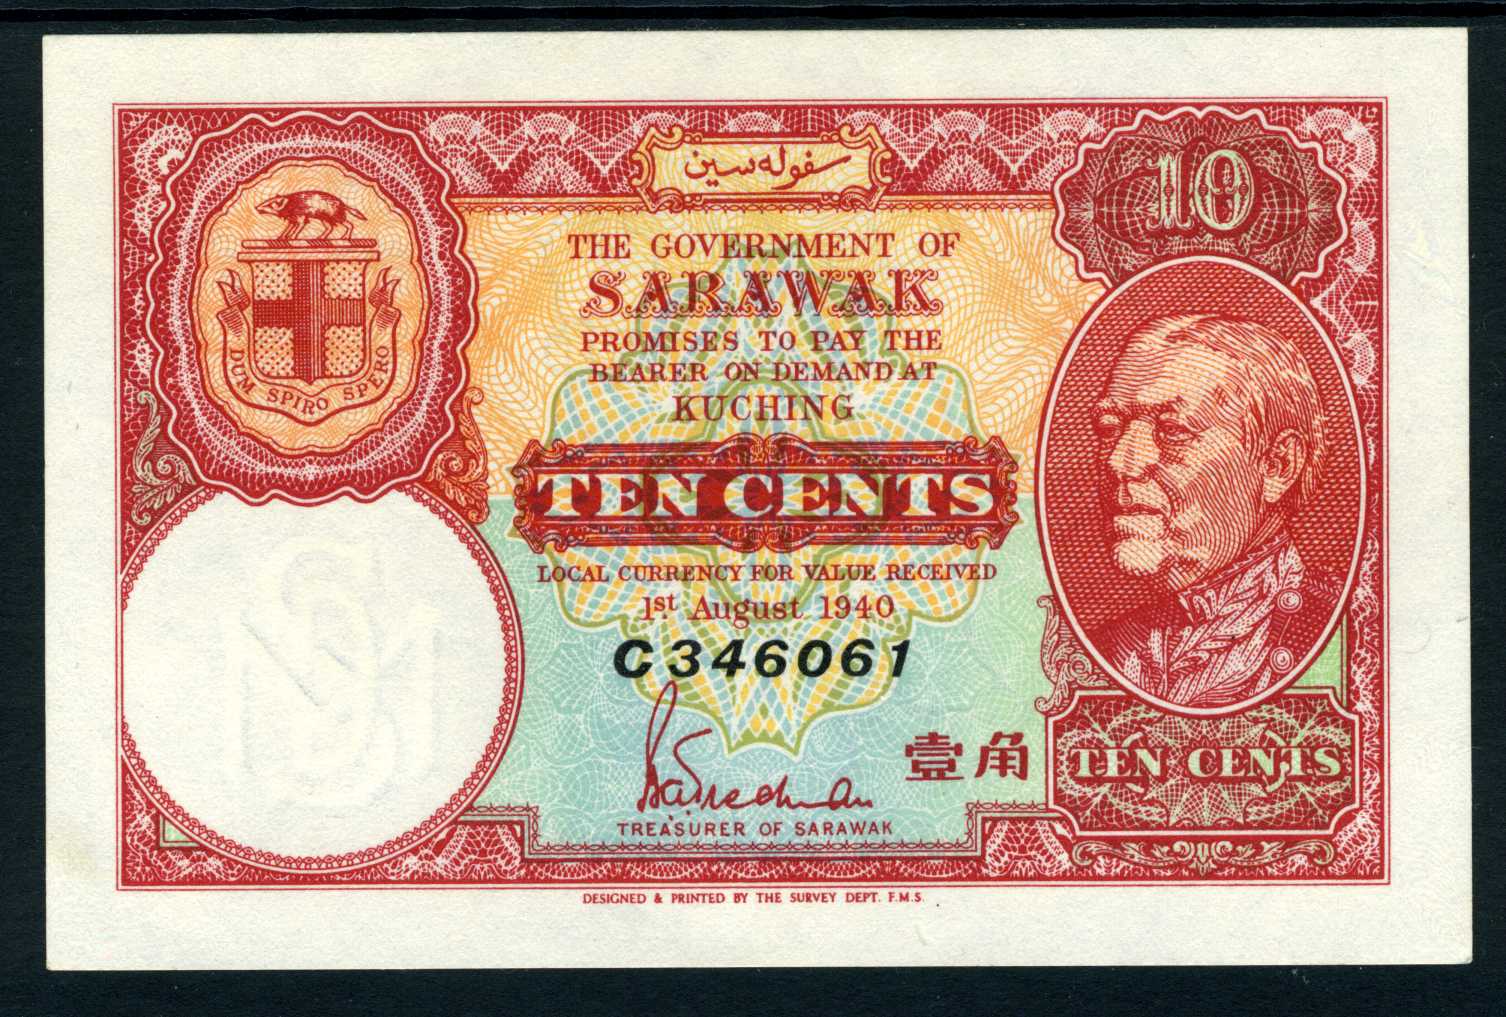 سفوله سين
10
THE GOVERNMENT OF
SARAWAK
PROMISES TO PAY THE
BEARER ON DEMAND AT
KUCHING
DUM SPIRO SPERO
TEN CENTS
LOCAL CURRENCY FOR VALUE RECEIVED
1st August 1940
C346061
壹角
TEN CENTS
TREASURER OF SARAWAK
DESIGNED & PRINTED BY THE SURVEY DEPT. F.M.S.